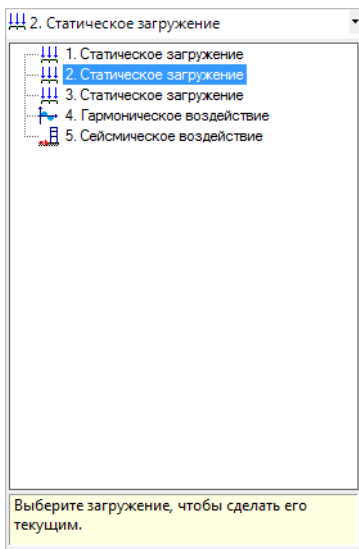 2. Статическое загружение
1. Статическое загружение
2. Статическое загружение
3. Статическое загружение
4. Гармоническое воздействие
5. Сейсмическое воздействие
Выберите загружение, чтобы сделать его
текущим.